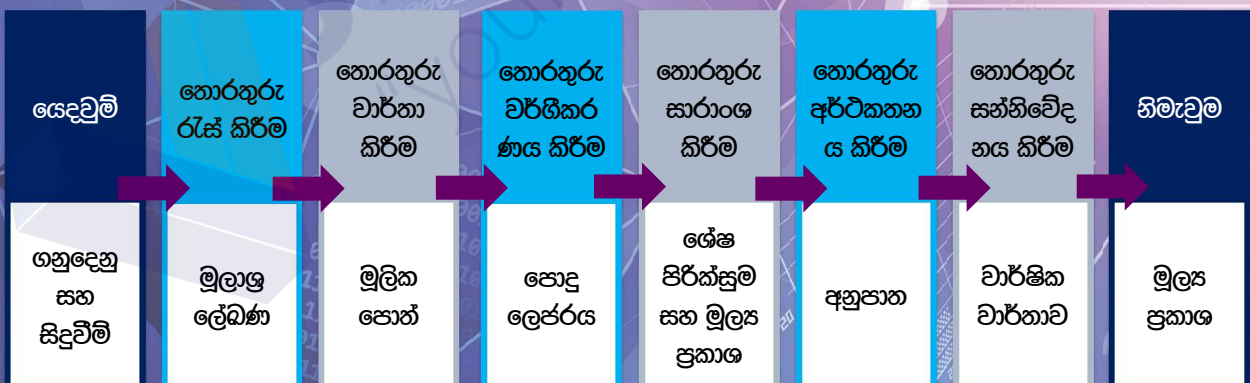 යෙදවුම්
තොරතුරු
රැස් කිරීම
තොරතුරු
වාර්තා
කිරීම
තොරතුරු
වර්ගීකර
ණය කිරීම
තොරතුරු
සාරාංශ
කිරීම
තොරතුරු
අර්ථකතන
ය කිරීම
තොරතුරු
සන්නිවේද
නය කිරීම
නිමැවුම
ගනුදෙනු
සහ
සිදුවීම්
මූලාශ්‍ර
ලේඛණ
මූලික
පොත්
පොදු
ලෙජරය
ශේෂ
පිරික්සුම
සහ මූල්‍ය
ප්‍රකාශ
අනුපාත
වාර්ෂික
වාර්තාව
මූල්‍ය
ප්‍රකාශ